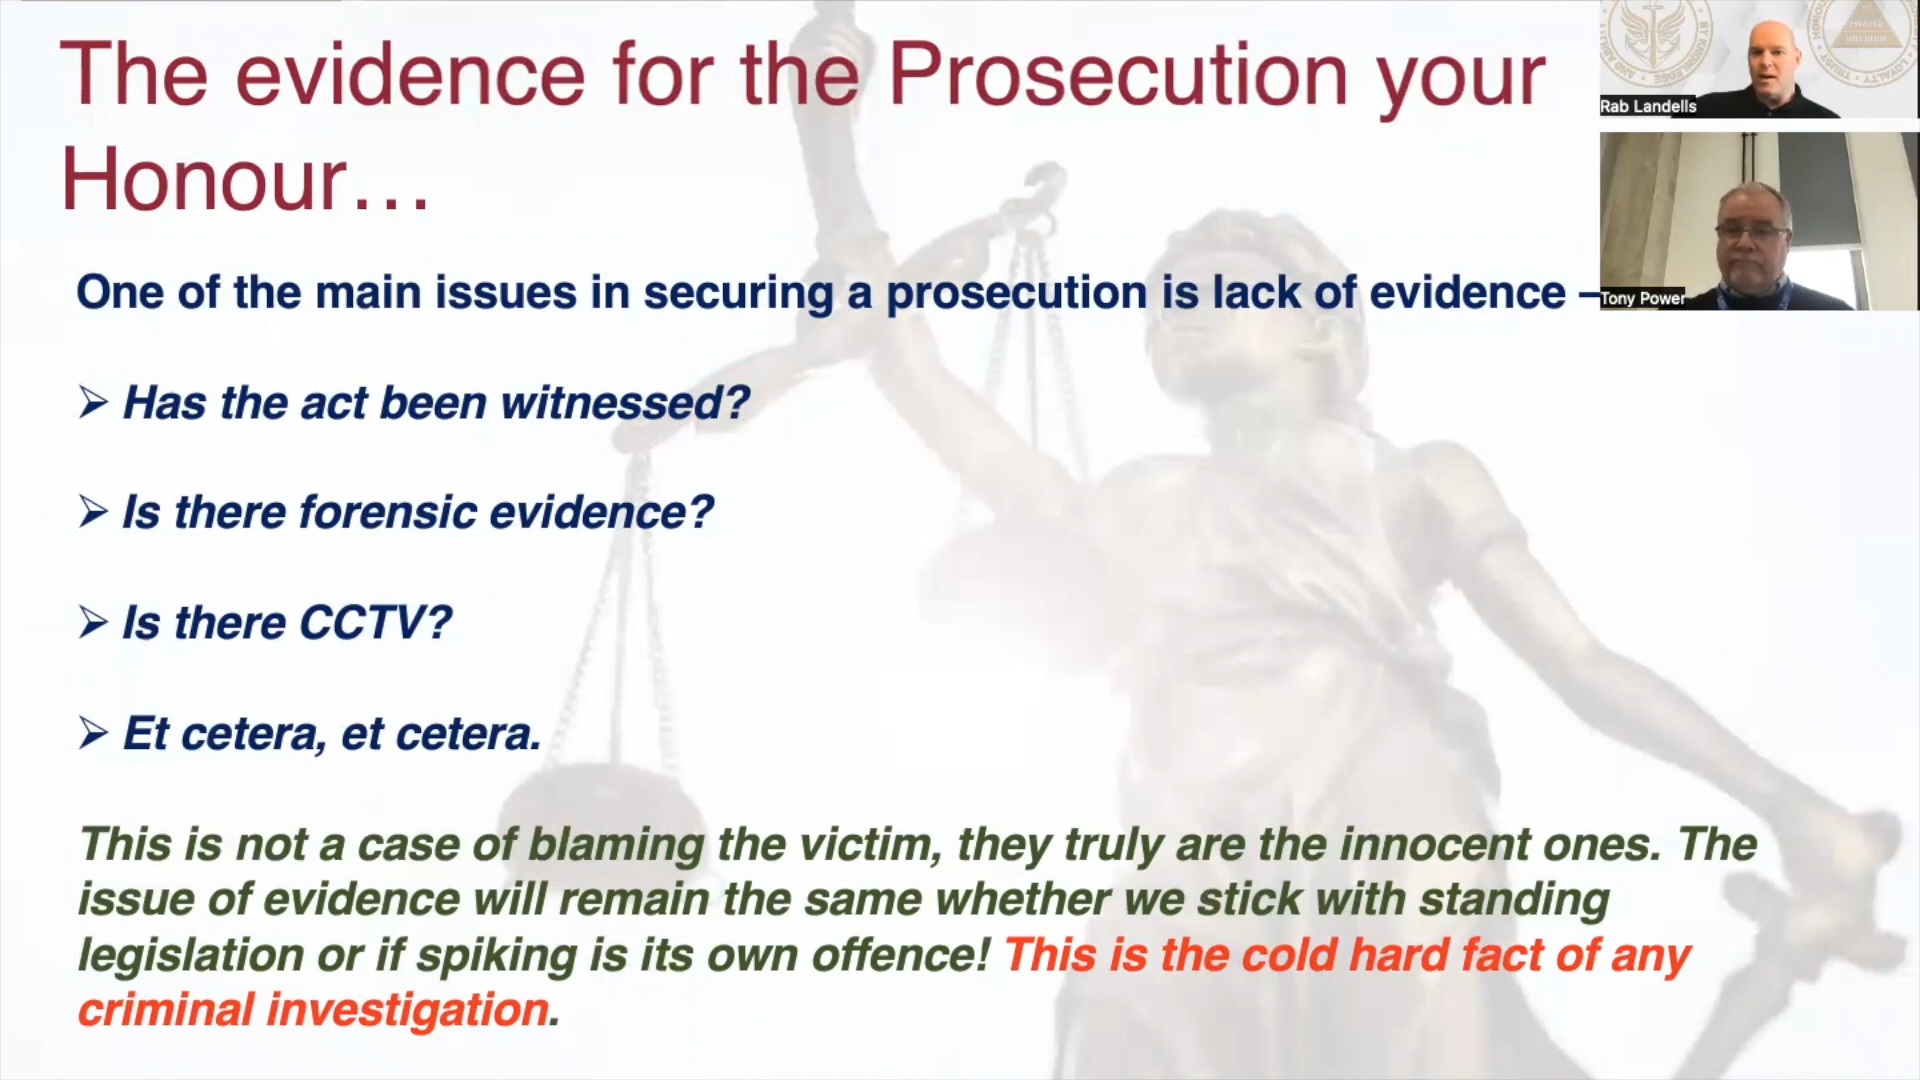 The evidence for the Prosecution your
Honour…
One of the main issues in securing a prosecution is lack of evidence –
➢ Has the act been witnessed?
➢ Is there forensic evidence?
➢ Is there CCTV?
➢ Et cetera, et cetera.
This is not a case of blaming the victim, they truly are the innocent ones. The
issue of evidence will remain the same whether we stick with standing
legislation or if spiking is its own offence! This is the cold hard fact of any
criminal investigation.
Rab Landells
Tony Power